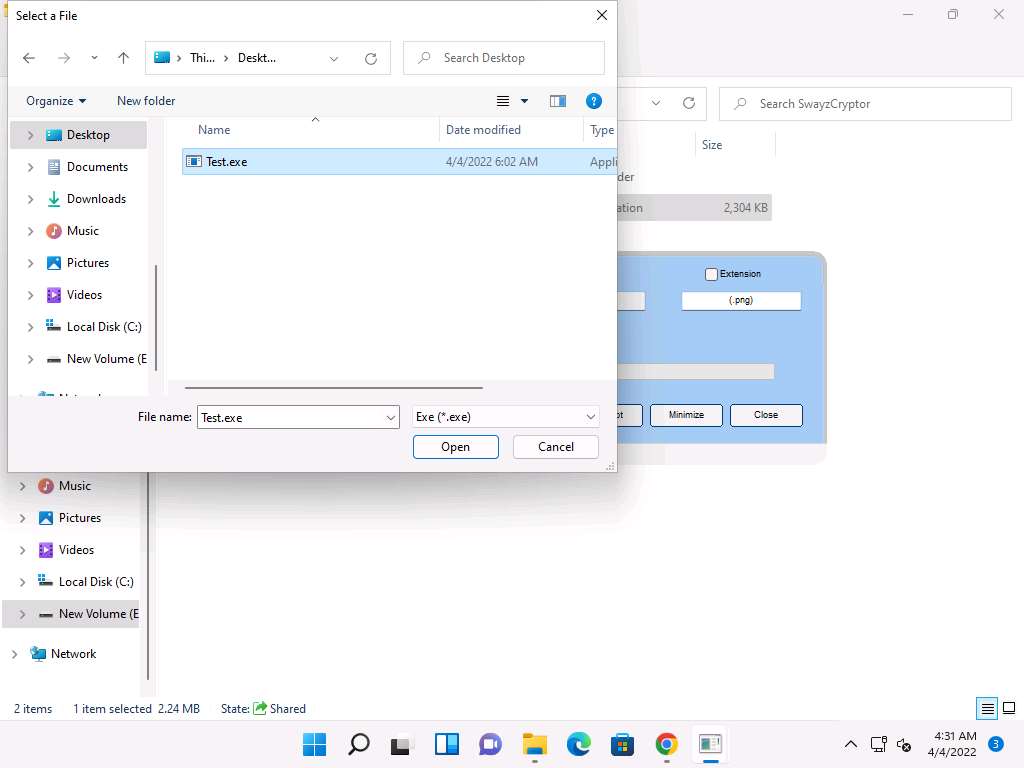 Select a File
Thi... Deskt...
Search Desktop
Organize
New folder
Search SwayzCryptor
Name
Date modified
Type
Size
Desktop
Documents
Downloads
Music
Pictures
Videos
Local Disk (C:)
New Volume (E
Test.exe
4/4/2022 6:02 AM
Appli
der
ation
2,304 KB
Extension
(.png)
File name:
Test.exe
Exe (*.exe)
Minimize
Close
Open
Cancel
Music
Pictures
Videos
Local Disk (C:)
New Volume (E
Network
2 items
1 item selected 2.24 MB
State:
Shared
4:31 AM
4/4/2022
3